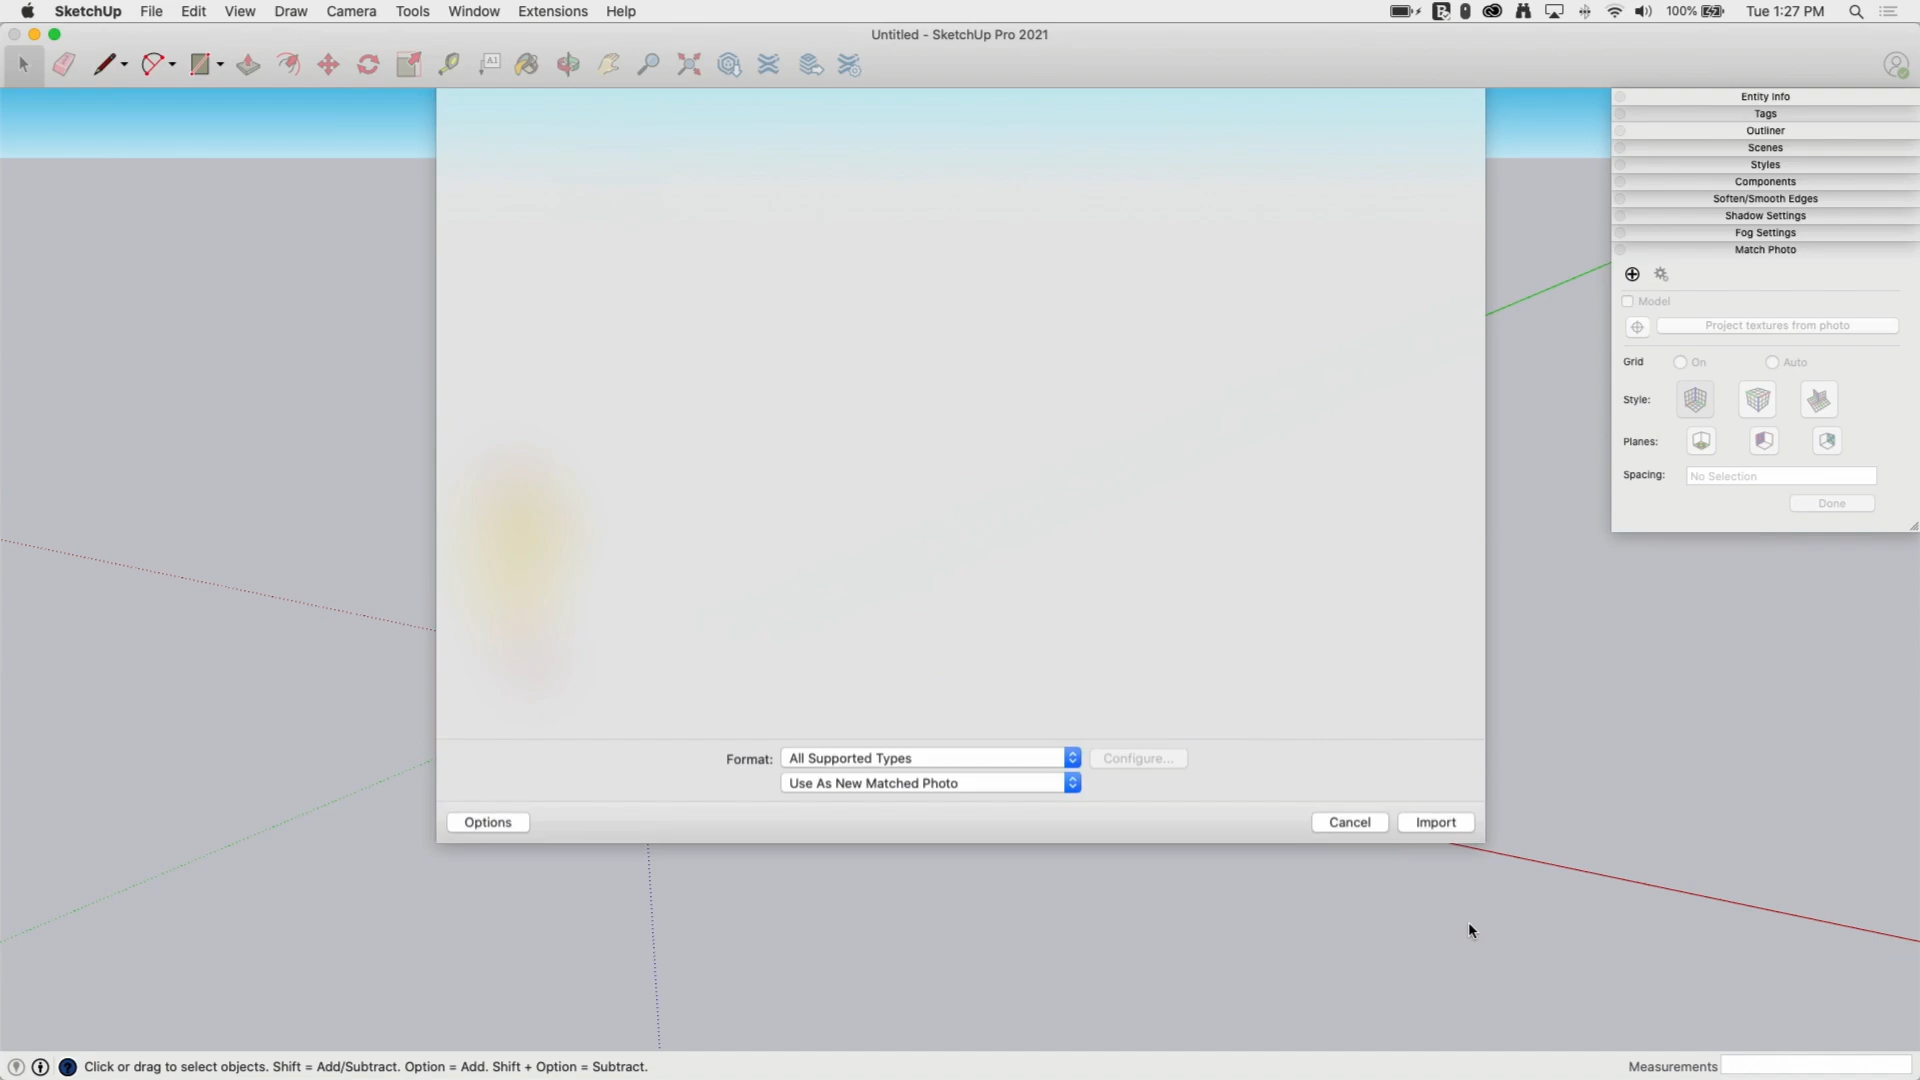 SketchUp File Edit View Draw Camera Tools Window Extensions Help 100% Tue 1:27 PM
Untitled - SketchUp Pro 2021
A1
Entity Info
Tags
Outliner
Scenes
Styles
Components
Soften/Smooth Edges
Shadow Settings
Fog Settings
Match Photo
Model
Project textures from photo
Grid On Auto
Style:
Planes:
Spacing: No Selection
Done
Format: All Supported Types Configure...
Use As New Matched Photo
Options Cancel Import
Click or drag to select objects. Shift = Add/Subtract. Option = Add. Shift + Option = Subtract. Measurements